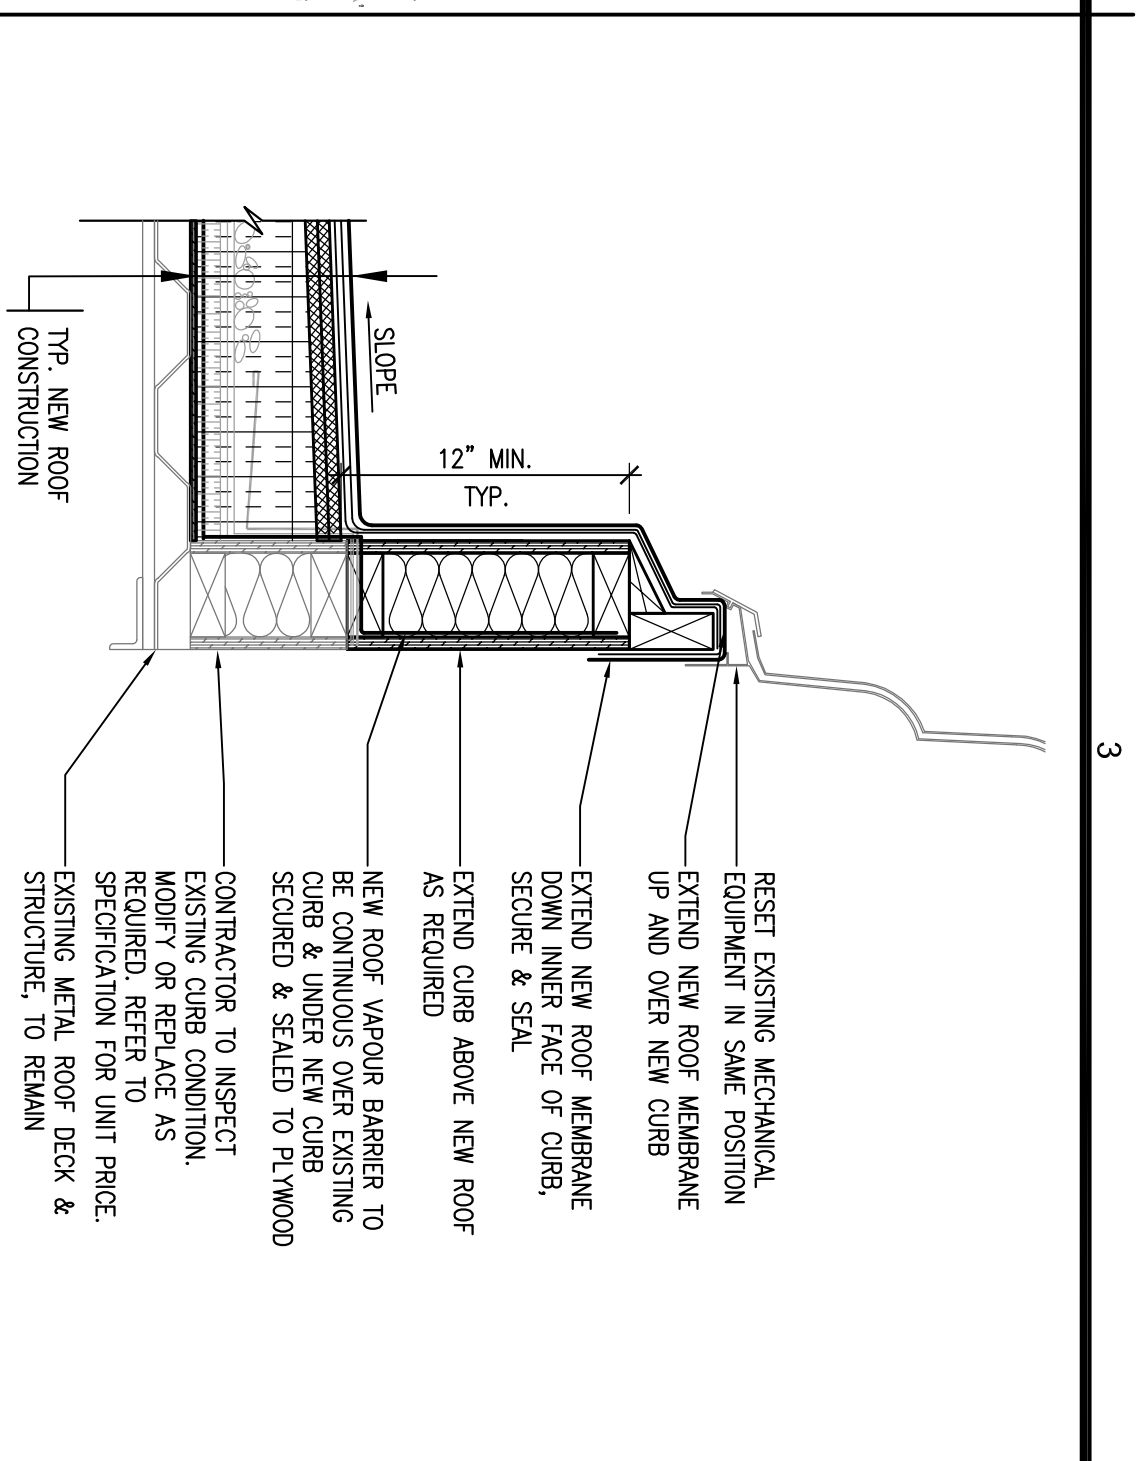 3
RESET EXISTING MECHANICAL
EQUIPMENT IN SAME POSITION
EXTEND NEW ROOF MEMBRANE
UP AND OVER NEW CURB
EXTEND NEW ROOF MEMBRANE
DOWN INNER FACE OF CURB,
SECURE & SEAL
EXTEND CURB ABOVE NEW ROOF
AS REQUIRED
NEW ROOF VAPOUR BARRIER TO
BE CONTINUOUS OVER EXISTING
CURB & UNDER NEW CURB
SECURED & SEALED TO PLYWOOD
CONTRACTOR TO INSPECT
EXISTING CURB CONDITION.
MODIFY OR REPLACE AS
REQUIRED. REFER TO
SPECIFICATION FOR UNIT PRICE.
EXISTING METAL ROOF DECK &
STRUCTURE, TO REMAIN
12" MIN.
TYP.
SLOPE
TYP. NEW ROOF
CONSTRUCTION